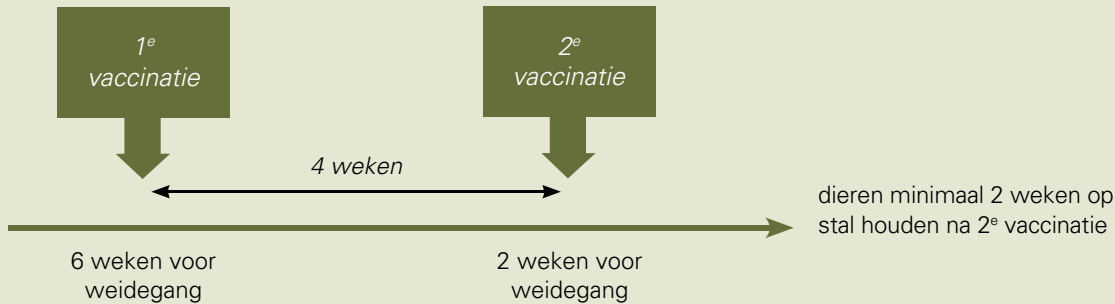 1e
vaccinatie
2e
vaccinatie
4 weken
dieren minimaal 2 weken op
stal houden na 2e vaccinatie
6 weken voor
weidegang
2 weken voor
weidegang